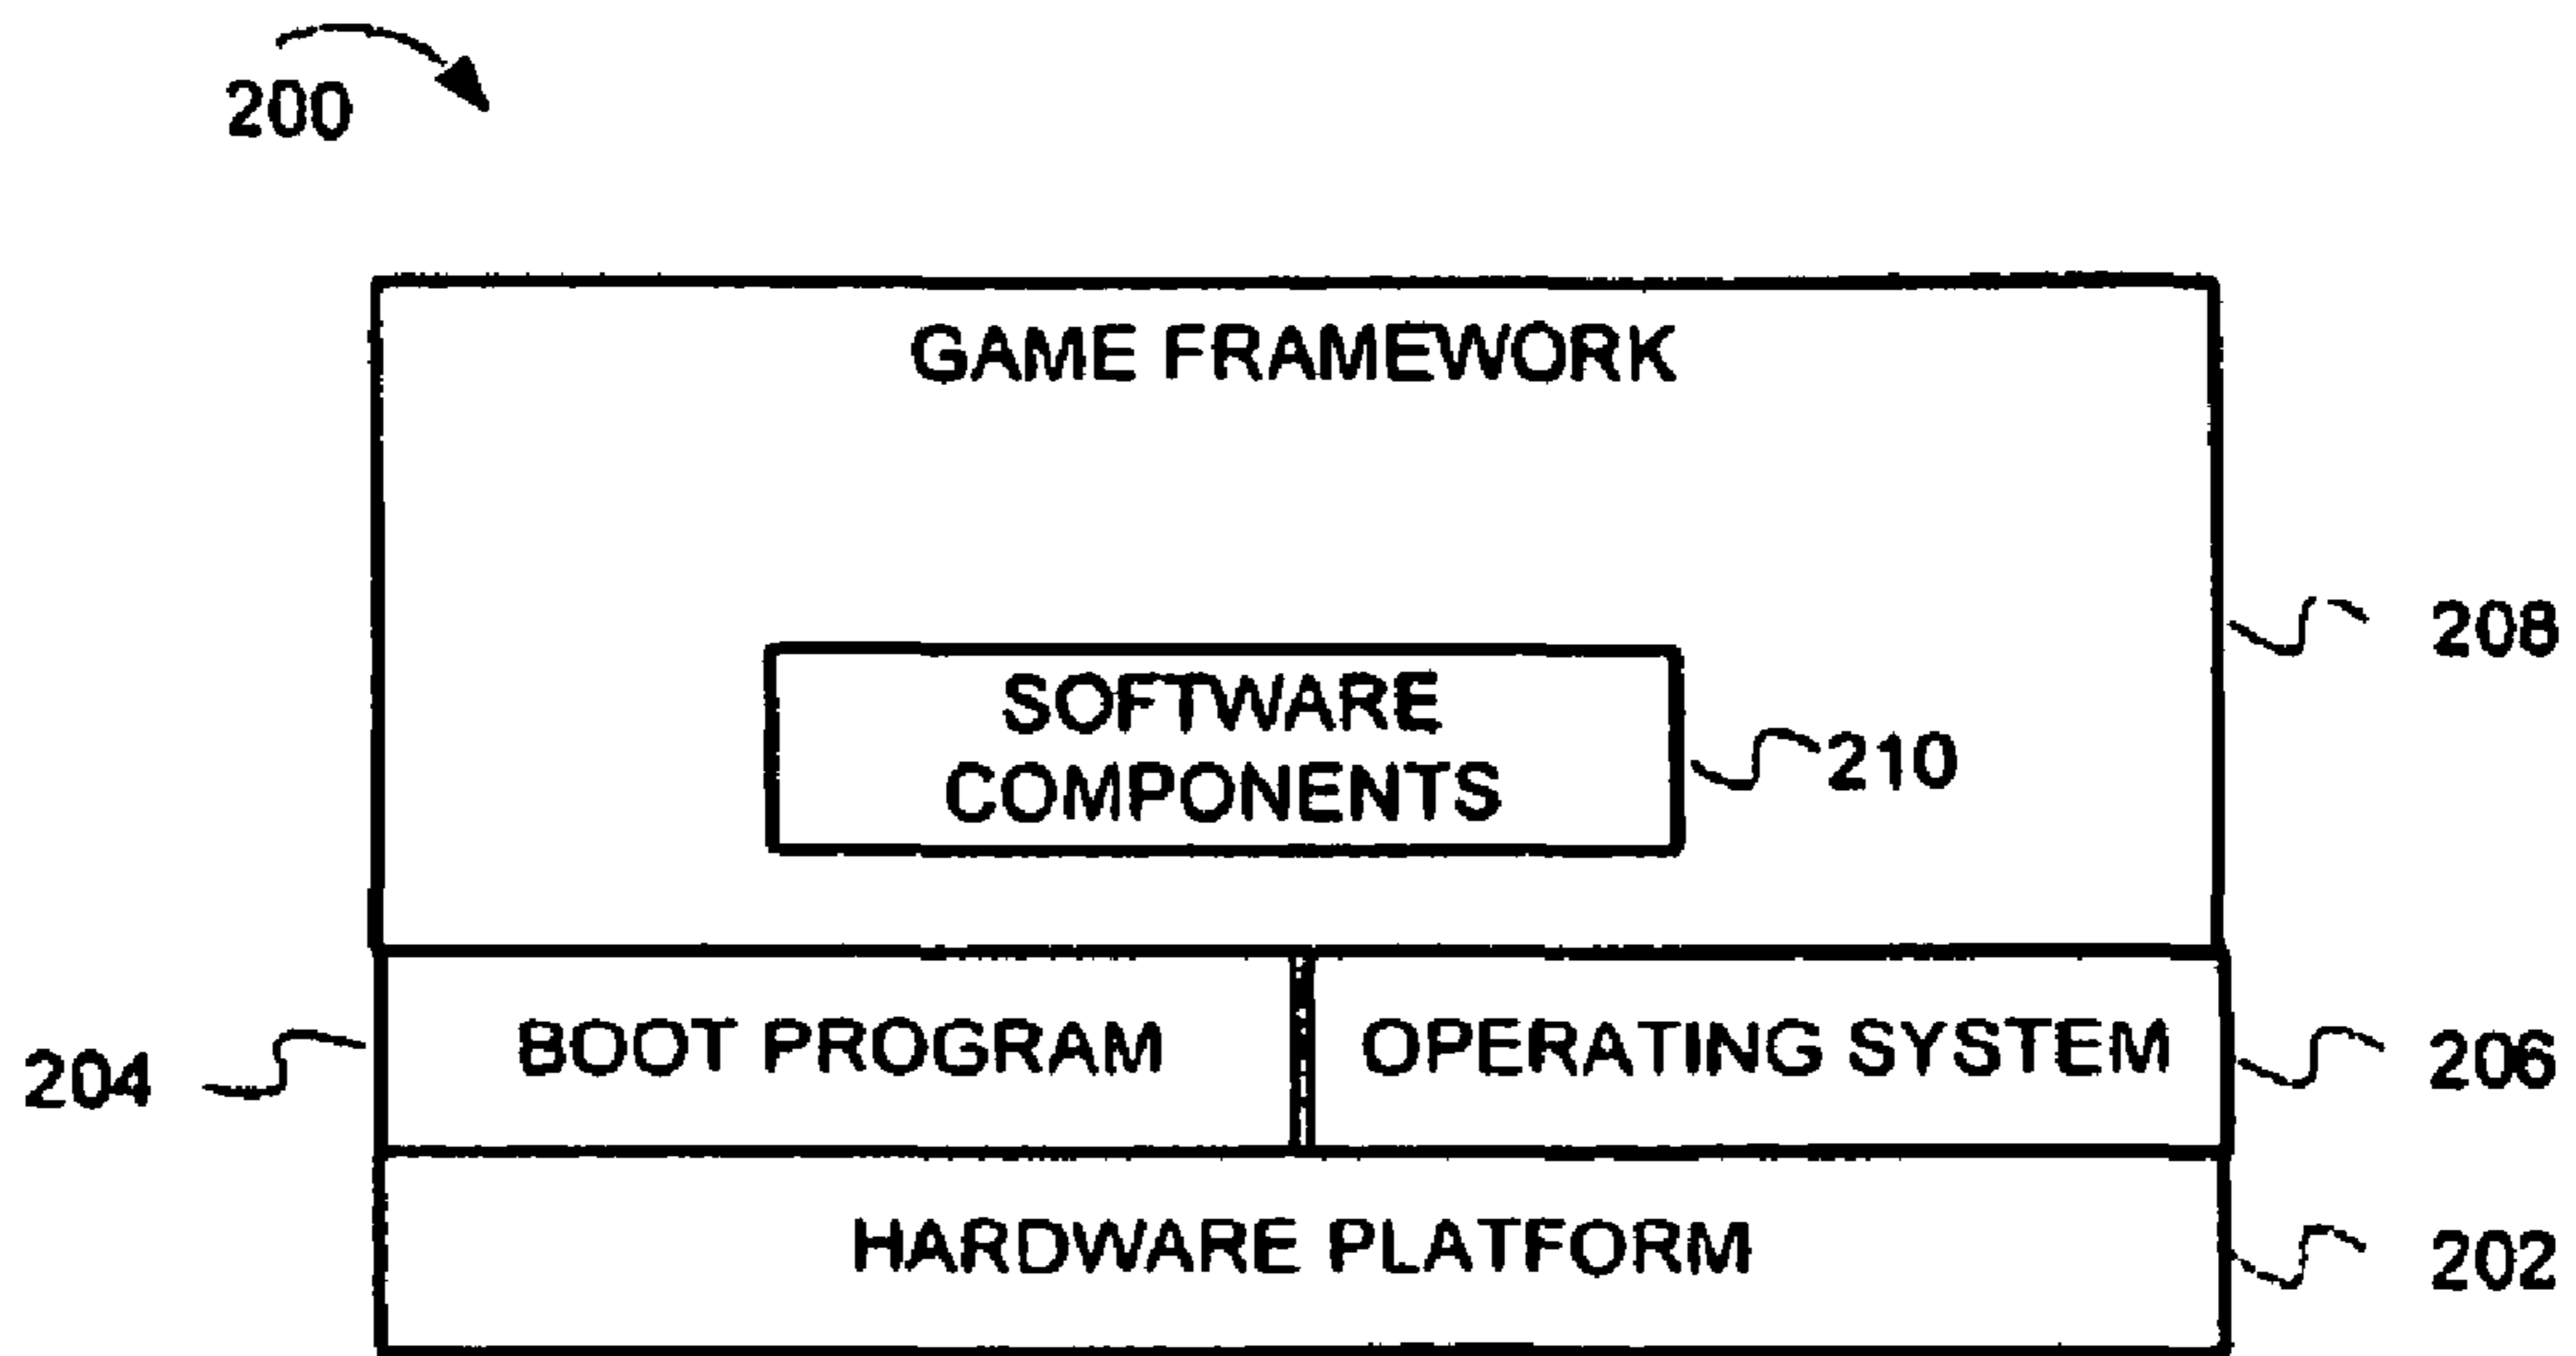 200
GAME FRAMEWORK
208
SOFTWARE
COMPONENTS
210
204
BOOT PROGRAM
OPERATING SYSTEM
206
HARDWARE PLATFORM
202